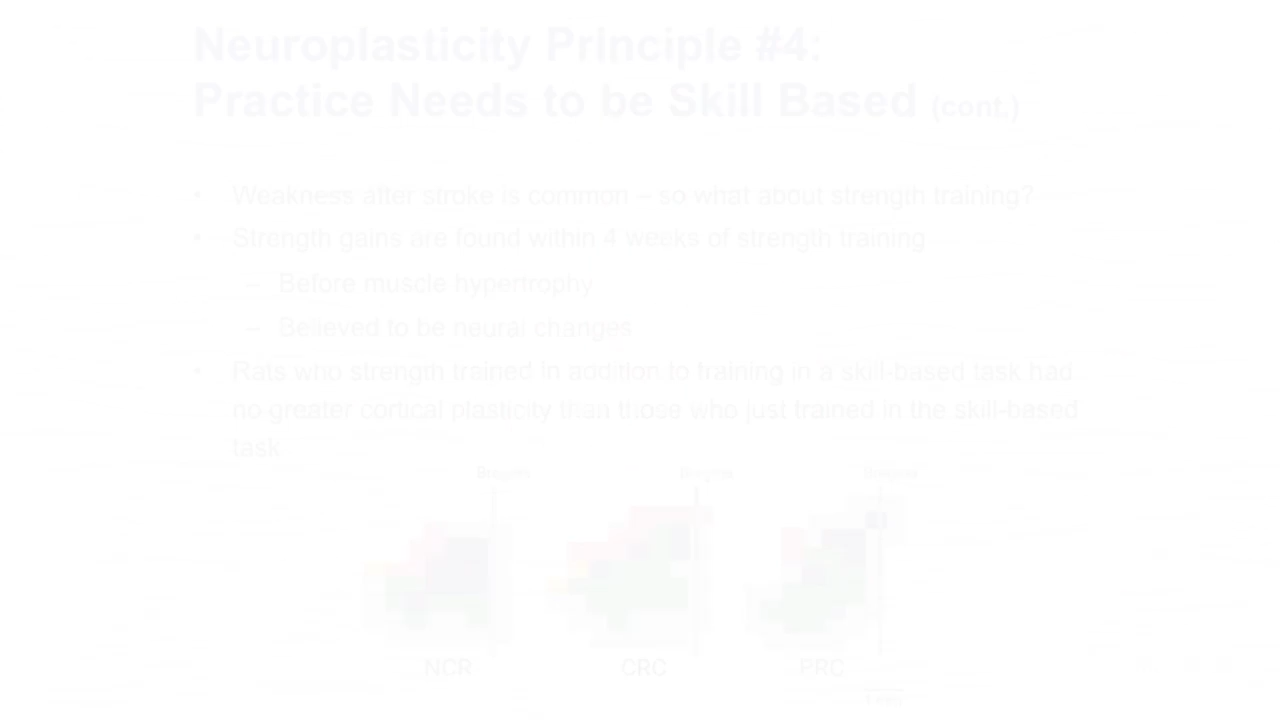 Neuroplasticity Principle #4:
Practice Needs to be Skill Based (cont.)
• Weakness after stroke is common – so what about strength training?
• Strength gains are found within 4 weeks of strength training
– Before muscle hypertrophy
– Believed to be neural changes
• Rats who strength trained in addition to training in a skill-based task had
no greater cortical plasticity than those who just trained in the skill-based
task
Bregma Bregma Bregma
NCR CRC PRC